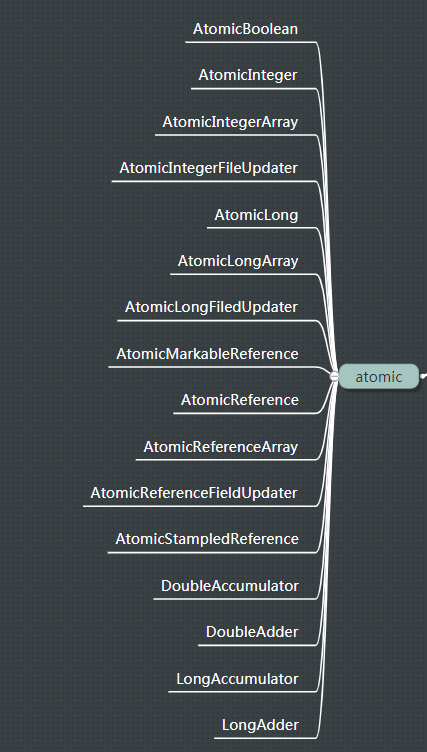 AtomicBoolean
AtomicInteger
AtomicIntegerArray
AtomicIntegerFileUpdater
AtomicLong
AtomicLongArray
AtomicLongFiledUpdater
AtomicMarkableReference
atomic
AtomicReference
AtomicReferenceArray
AtomicReferenceFieldUpdater
AtomicStampledReference
DoubleAccumulator
DoubleAdder
LongAccumulator
LongAdder